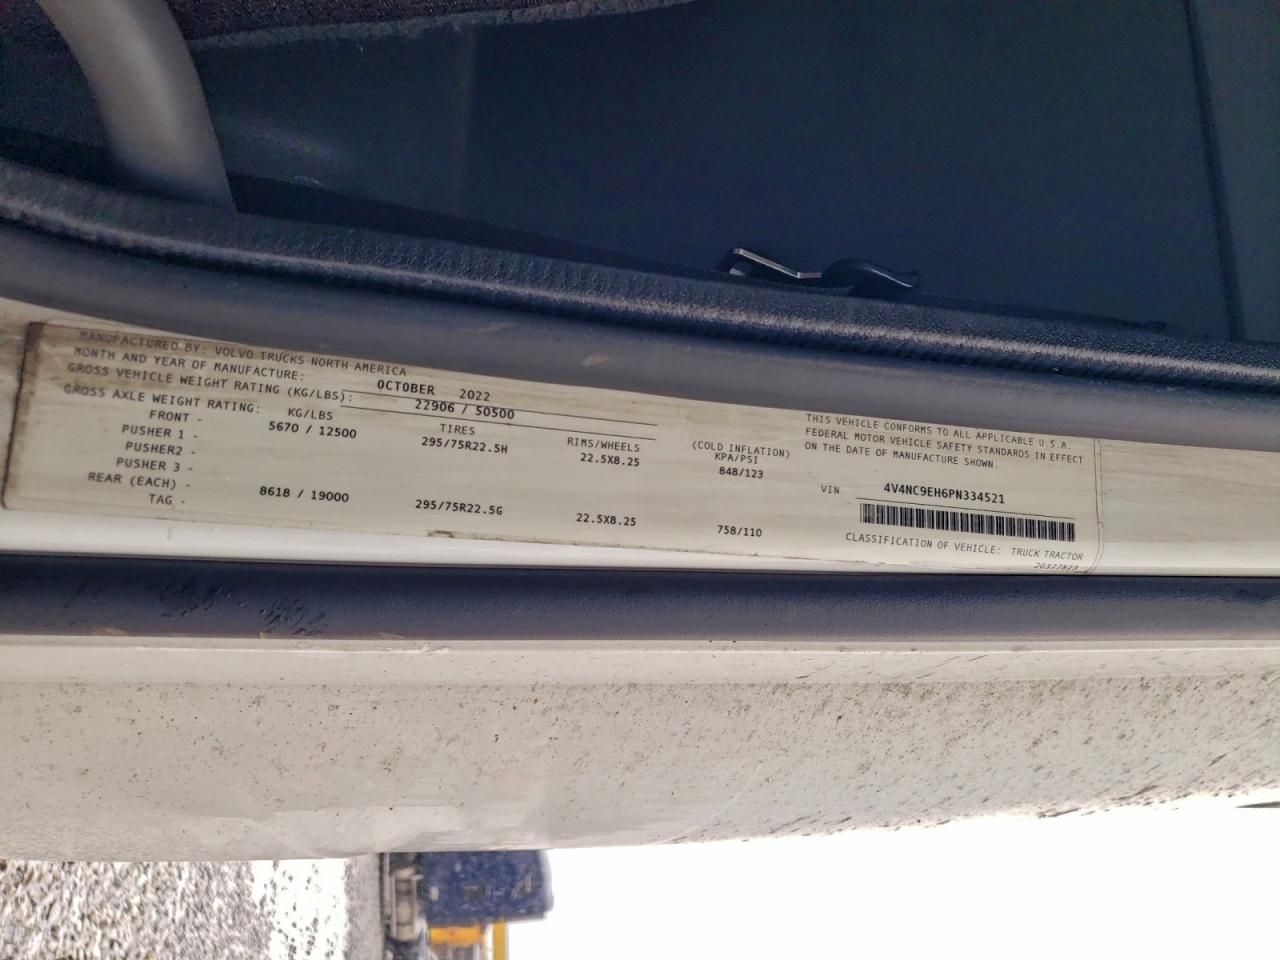 MANUFACTURED BY: VOLVO TRUCKS NORTH AMERICA
MONTH AND YEAR OF MANUFACTURE: OCTOBER 2022
GROSS VEHICLE WEIGHT RATING (KG/LBS): 22906 / 50500
GROSS AXLE WEIGHT RATING: KG/LBS TIRES RIMS/WHEELS (COLD INFLATION) KPA/PSI
FRONT - 5670 / 12500 295/75R22.5H 22.5X8.25 848/123
PUSHER 1 -
PUSHER2 -
PUSHER 3 -
REAR (EACH) - 8618 / 19000 295/75R22.5G 22.5X8.25 758/110
TAG -
THIS VEHICLE CONFORMS TO ALL APPLICABLE U.S.A.
FEDERAL MOTOR VEHICLE SAFETY STANDARDS IN EFFECT
ON THE DATE OF MANUFACTURE SHOWN.
VIN 4V4NC9EH6PN334521
CLASSIFICATION OF VEHICLE: TRUCK TRACTOR